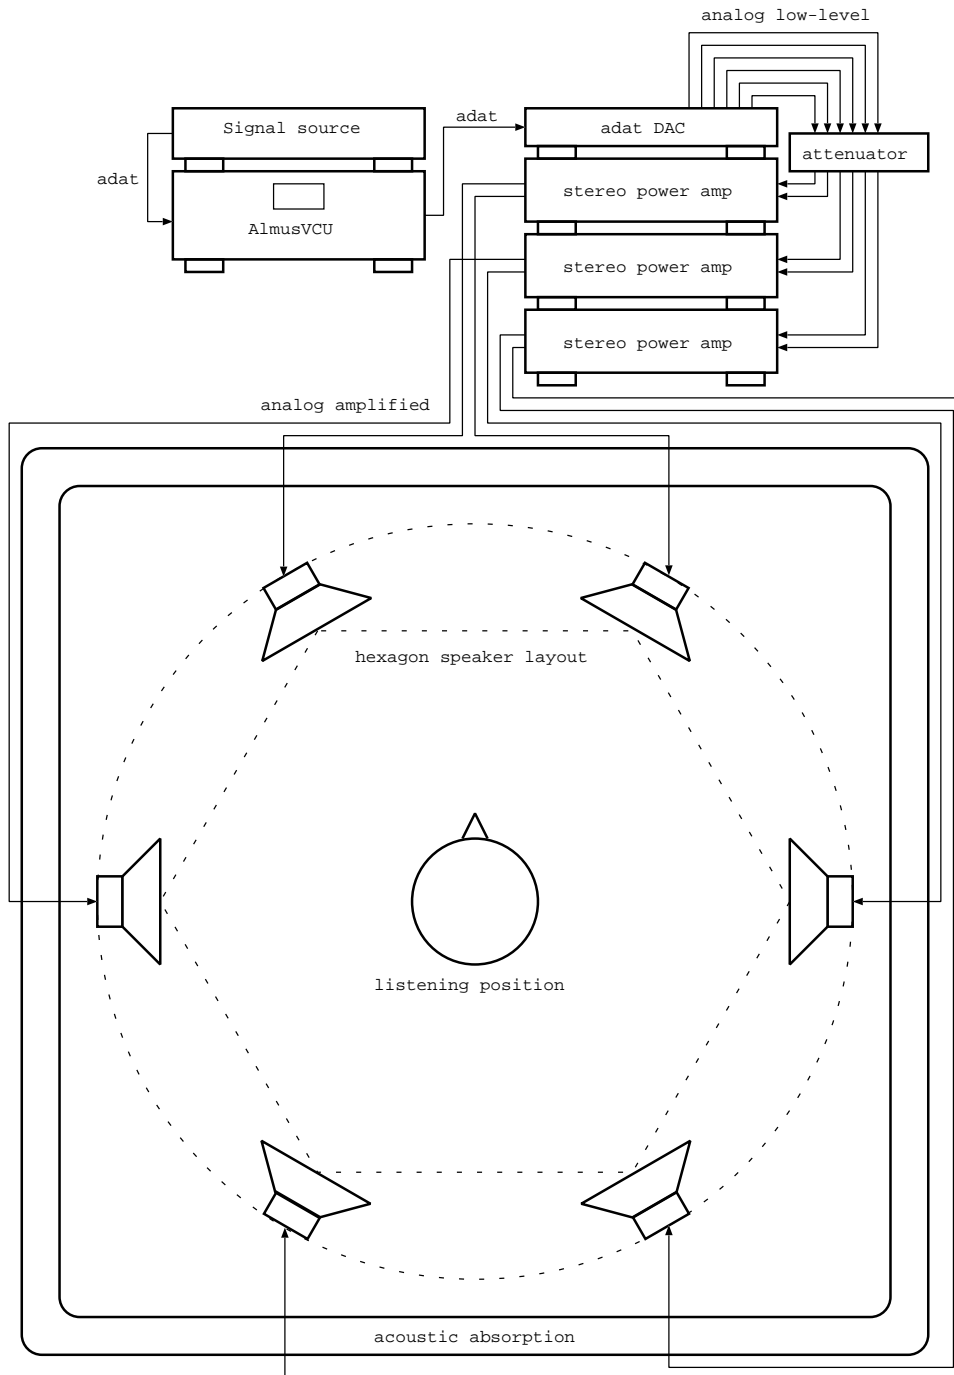 analog low-level
adat
Signal source
adat DAC
attenuator
adat
stereo power amp
AlmusVCU
stereo power amp
stereo power amp
analog amplified
hexagon speaker layout
listening position
acoustic absorption